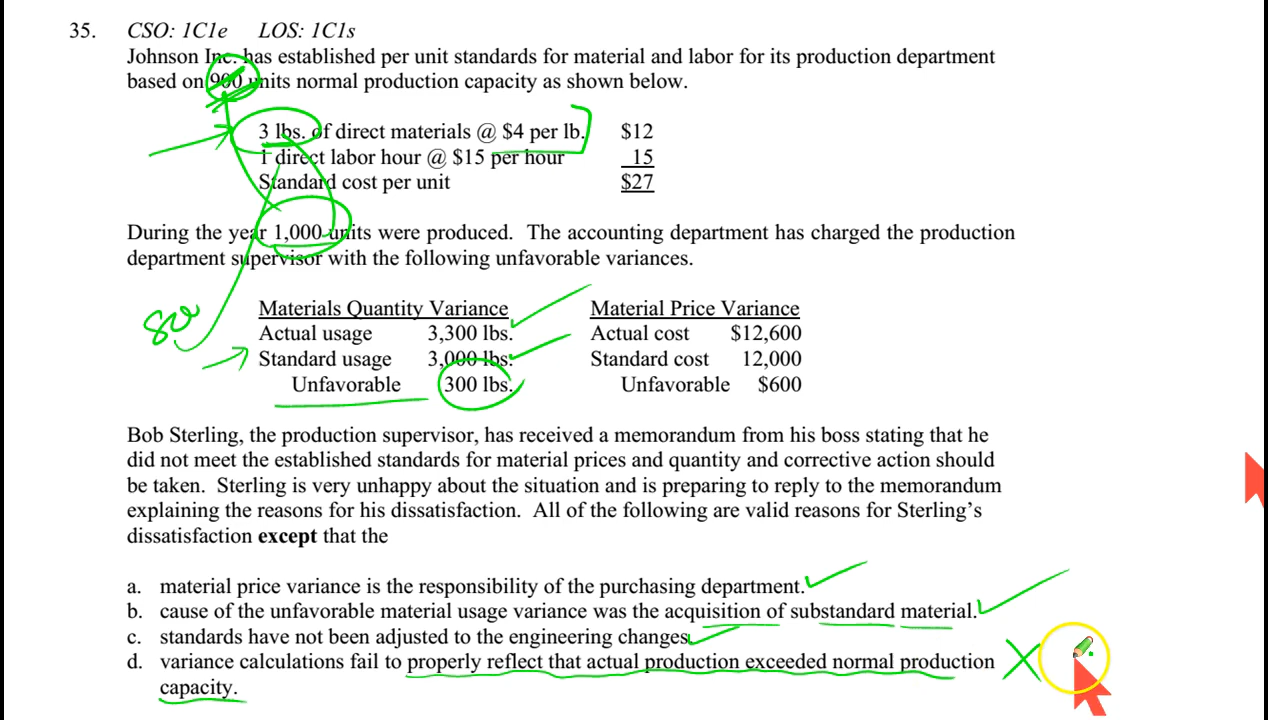 35. CSO: 1C1e LOS: 1C1s
Johnson Inc. has established per unit standards for material and labor for its production department
based on 900 units normal production capacity as shown below.
3 lbs. of direct materials @ $4 per lb. $12
1 direct labor hour @ $15 per hour 15
Standard cost per unit $27
During the year 1,000 units were produced. The accounting department has charged the production
department supervisor with the following unfavorable variances.
Materials Quantity Variance Material Price Variance
Actual usage 3,300 lbs. Actual cost $12,600
Standard usage 3,000 lbs. Standard cost 12,000
Unfavorable 300 lbs. Unfavorable $600
Bob Sterling, the production supervisor, has received a memorandum from his boss stating that he
did not meet the established standards for material prices and quantity and corrective action should
be taken. Sterling is very unhappy about the situation and is preparing to reply to the memorandum
explaining the reasons for his dissatisfaction. All of the following are valid reasons for Sterling's
dissatisfaction except that the
a. material price variance is the responsibility of the purchasing department.
b. cause of the unfavorable material usage variance was the acquisition of substandard material.
c. standards have not been adjusted to the engineering changes.
d. variance calculations fail to properly reflect that actual production exceeded normal production
capacity.